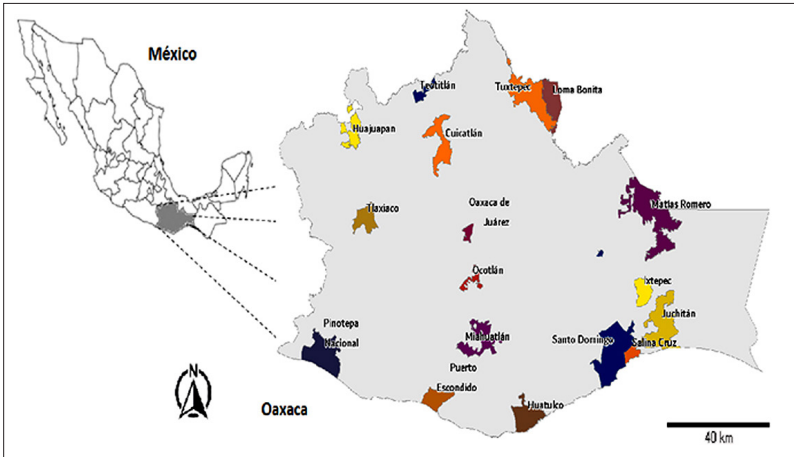 México
Teotitlán
Tuxtepec
Loma Bonita
Huajuapan
Cuicatlán
Tlaxiaco
Oaxaca de
Juárez
Matías Romero
Ocotlán
Ixtepec
Juchitán
Pinotepa
Nacional
Miahuatlán
Santo Domingo
Salina Cruz
Puerto
Escondido
Huatulco
N
Oaxaca
40 km